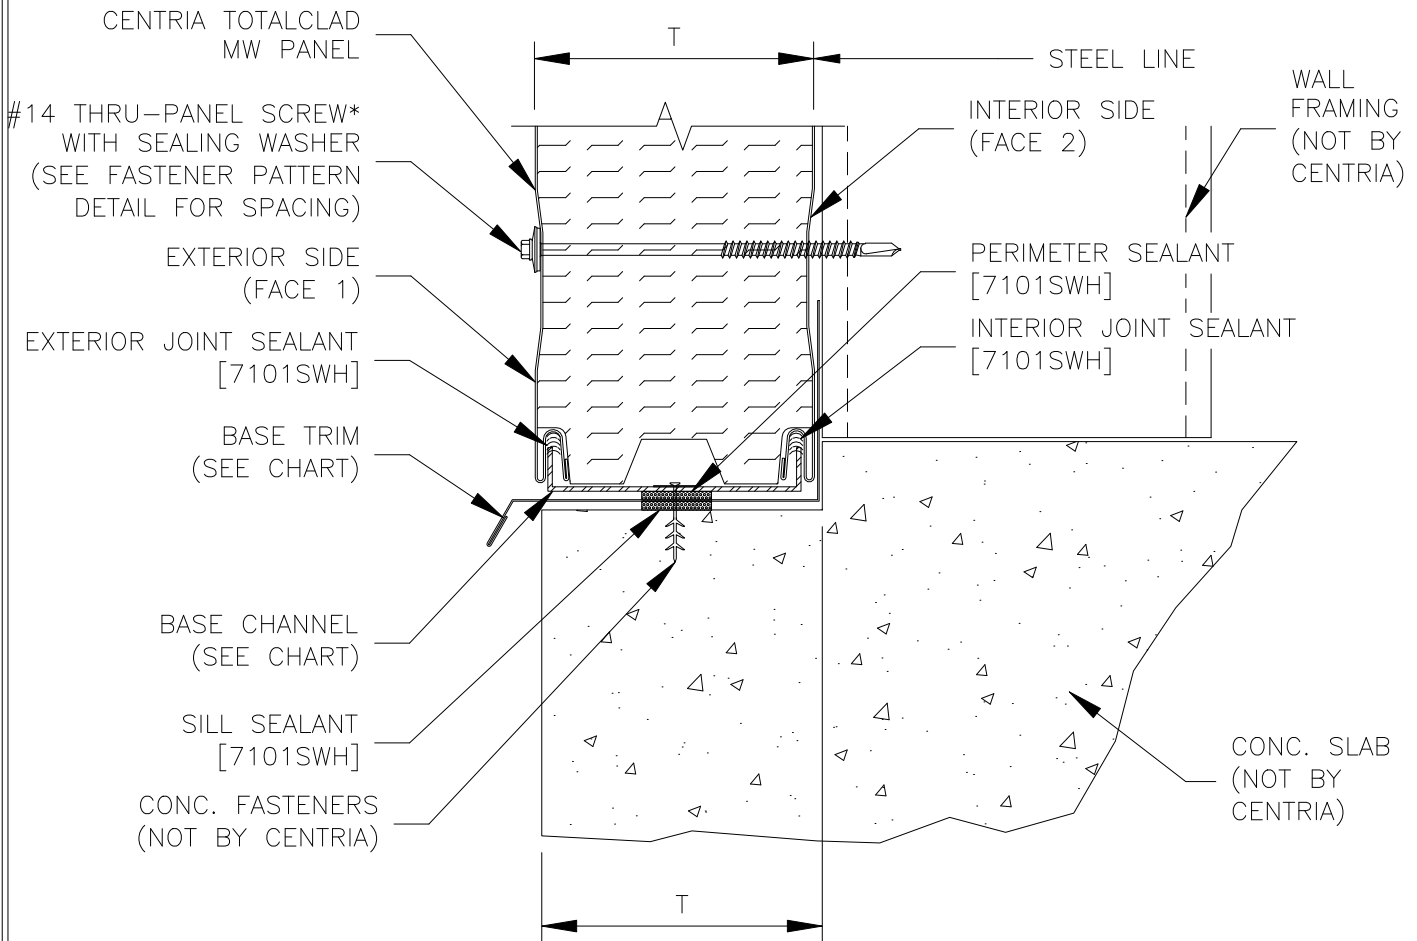 CENTRIA TOTALCLAD
MW PANEL
#14 THRU-PANEL SCREW*
WITH SEALING WASHER
(SEE FASTENER PATTERN
DETAIL FOR SPACING)
EXTERIOR SIDE
(FACE 1)
EXTERIOR JOINT SEALANT
[7101SWH]
BASE TRIM
(SEE CHART)
BASE CHANNEL
(SEE CHART)
SILL SEALANT
[7101SWH]
CONC. FASTENERS
(NOT BY CENTRIA)
T
STEEL LINE
INTERIOR SIDE
(FACE 2)
WALL
FRAMING
(NOT BY
CENTRIA)
PERIMETER SEALANT
[7101SWH]
INTERIOR JOINT SEALANT
[7101SWH]
CONC. SLAB
(NOT BY
CENTRIA)
T